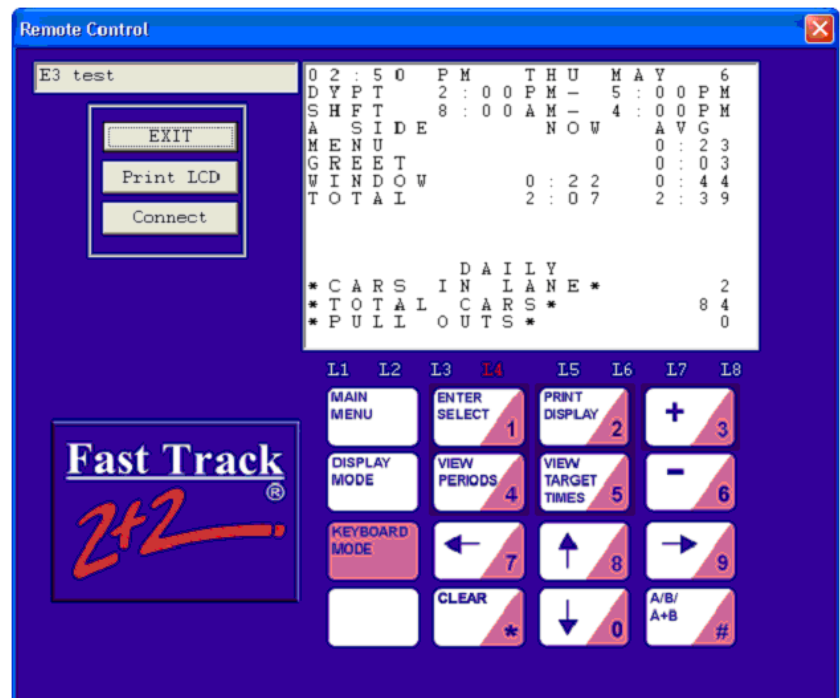 Remote Control
E3 test
EXIT
Print LCD
Connect
02:50 PM THU MAY 6
DYPT 2:00PM- 5:00PM
SHFT 8:00AM- 4:00PM
A SIDE NOW AVG
MENU 0:23
GREET 0:03
WINDOW 0:22 0:44
TOTAL 2:07 2:39
DAILY
*CARS IN LANE* 2
*TOTAL CARS* 84
*PULL OUTS* 0
L1 L2 L3 L4 L5 L6 L7 L8
MAIN MENU
ENTER SELECT 1
PRINT DISPLAY 2
+ 3
DISPLAY MODE
VIEW PERIODS 4
VIEW TARGET TIMES 5
- 6
KEYBOARD MODE
← 7
↑ 8
→ 9
CLEAR *
↓ 0
A/B/ A+B #
Fast Track ®
2+2